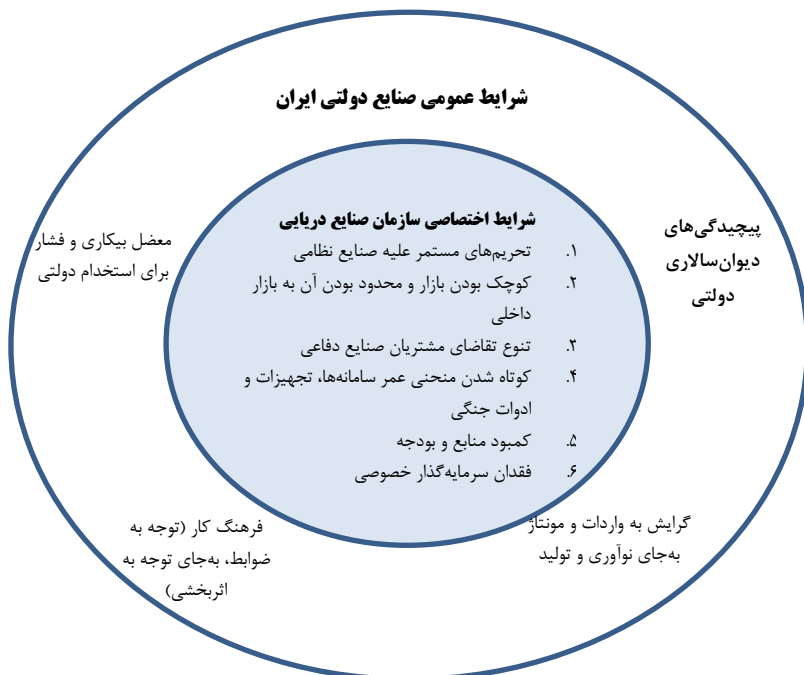 شرایط عمومی صنایع دولتی ایران
پیچیدگی‌های
دیوان‌سالاری
دولتی
معضل بیکاری و فشار
برای استخدام دولتی
شرایط اختصاصی سازمان صنایع دریایی
۱. تحریم‌های مستمر علیه صنایع نظامی
۲. کوچک بودن بازار و محدود بودن آن به بازار
داخلی
۳. تنوع تقاضای مشتریان صنایع دفاعی
۴. کوتاه شدن منحنی عمر سامانه‌ها، تجهیزات و
ادوات جنگی
۵. کمبود منابع و بودجه
۶. فقدان سرمایه‌گذار خصوصی
گرایش به واردات و مونتاژ
به‌جای نوآوری و تولید
فرهنگ کار (توجه به
ضوابط، به‌جای توجه به
اثربخشی)